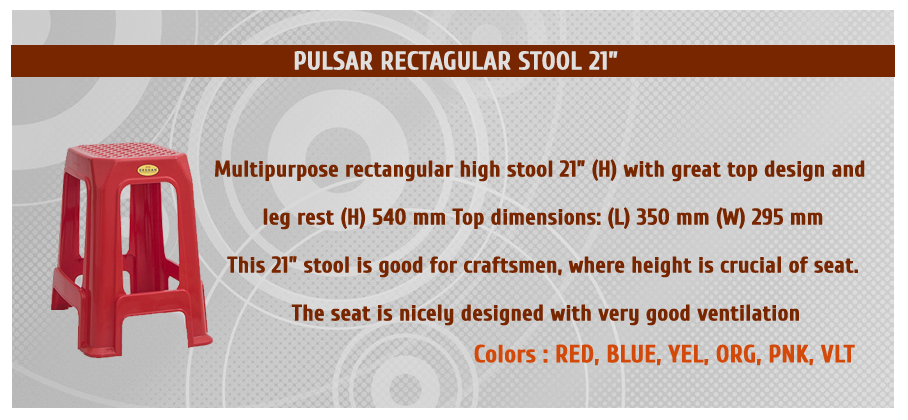 PULSAR RECTAGULAR STOOL 21"
Multipurpose rectangular high stool 21" (H) with great top design and
leg rest (H) 540 mm Top dimensions: (L) 350 mm (W) 295 mm
This 21" stool is good for craftsmen, where height is crucial of seat.
The seat is nicely designed with very good ventilation
Colors : RED, BLUE, YEL, ORG, PNK, VLT